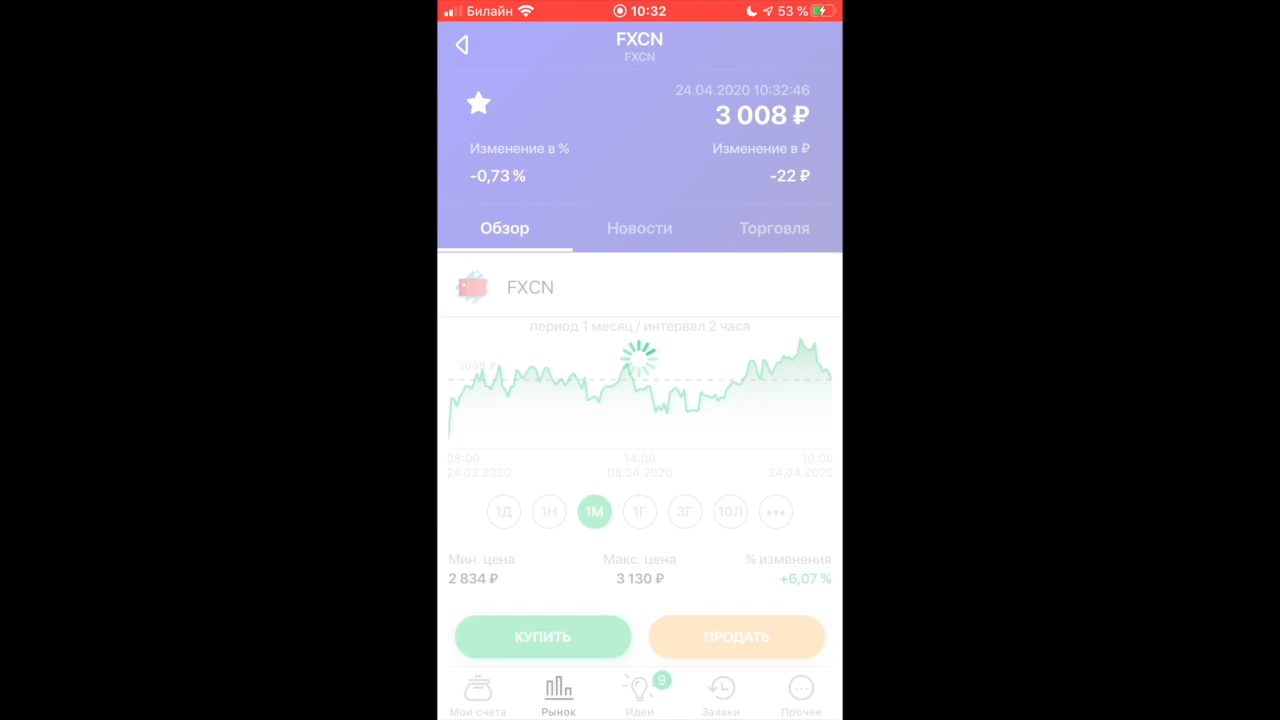 Билайн 10:32 53 %
FXCN
FXCN
24.04.2020 10:32:46
3 008 ₽
Изменение в % Изменение в ₽
-0,73 % -22 ₽
Обзор Новости Торговля
FXCN
период 1 месяц / интервал 2 часа
3008 ₽
08:00 14:00 10:00
24.03.2020 08.04.2020 24.04.2020
1Д 1Н 1М 1Г 3Г 10Л
Мин. цена Макс. цена % изменения
2 834 ₽ 3 130 ₽ +6,07 %
КУПИТЬ ПРОДАТЬ
9
Мои счета Рынок Идеи Заявки Прочее